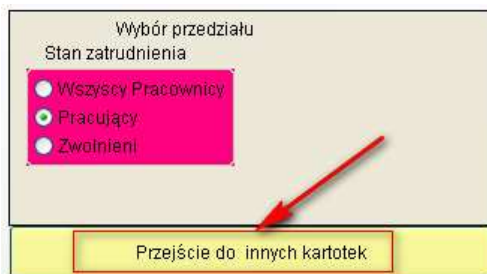 Wybór przedziału
Stan zatrudnienia
Wszyscy Pracownicy
Pracujący
Zwolnieni
Przejście do innych kartotek